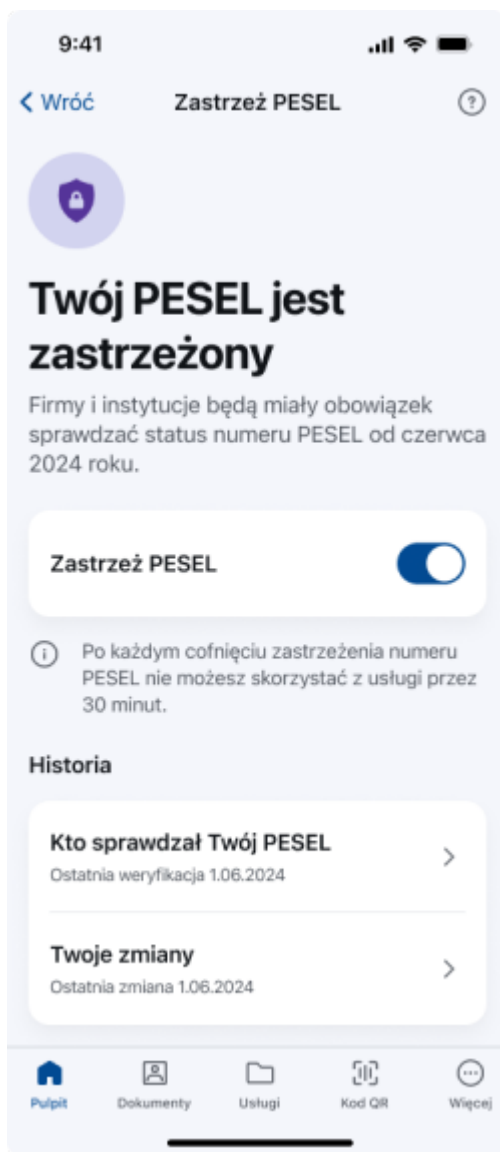 9:41
Wróć Zastrzeż PESEL ?
Twój PESEL jest
zastrzeżony
Firmy i instytucje będą miały obowiązek
sprawdzać status numeru PESEL od czerwca
2024 roku.
Zastrzeż PESEL
Po każdym cofnięciu zastrzeżenia numeru
PESEL nie możesz skorzystać z usługi przez
30 minut.
Historia
Kto sprawdzał Twój PESEL
Ostatnia weryfikacja 1.06.2024
Twoje zmiany
Ostatnia zmiana 1.06.2024
Pulpit Dokumenty Usługi Kod QR Więcej